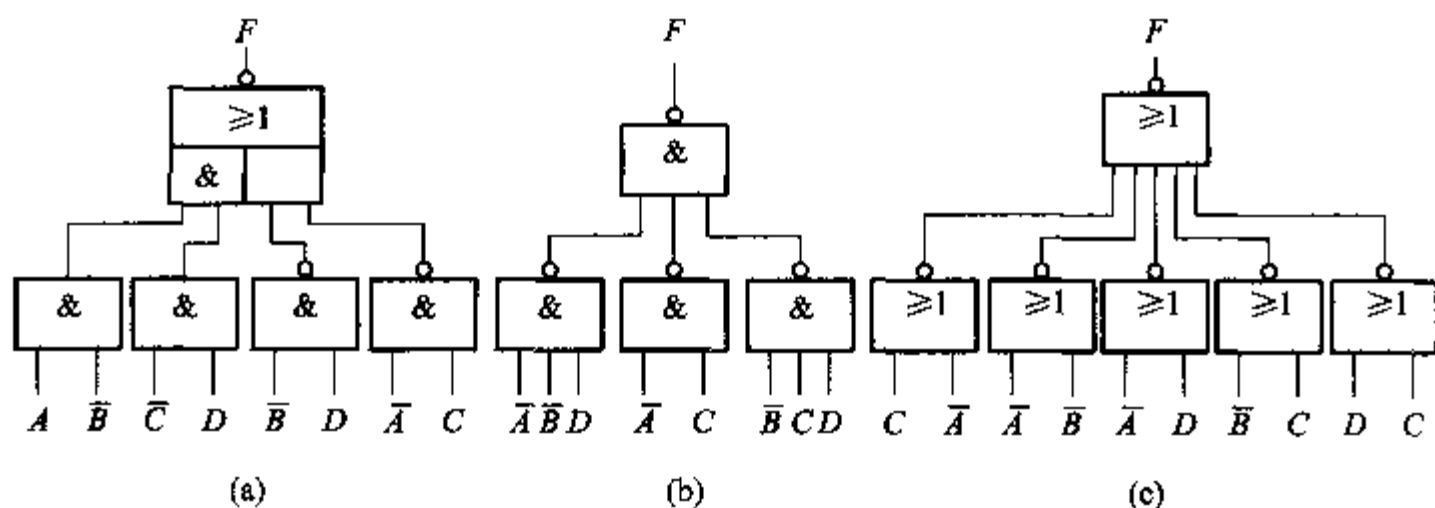 F F F
≥1 & ≥1
&
& & & & & & & ≥1 ≥1 ≥1 ≥1 ≥1
A B̅ C̅ D B̅ D A̅ C A̅ B̅ D A̅ C B̅ C D C A̅ A̅ B̅ A̅ D B̅ C D C
(a) (b) (c)